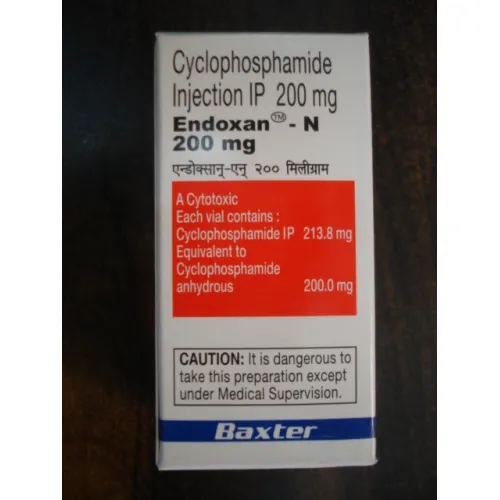 Cyclophosphamide
Injection IP 200 mg
Endoxan™ - N
200 mg
एन्डोक्सान्-एन् २०० मिलीग्राम
A Cytotoxic
Each vial contains :
Cyclophosphamide IP 213.8 mg
Equivalent to
Cyclophosphamide
anhydrous 200.0 mg
CAUTION: It is dangerous to
take this preparation except
under Medical Supervision.
Baxter